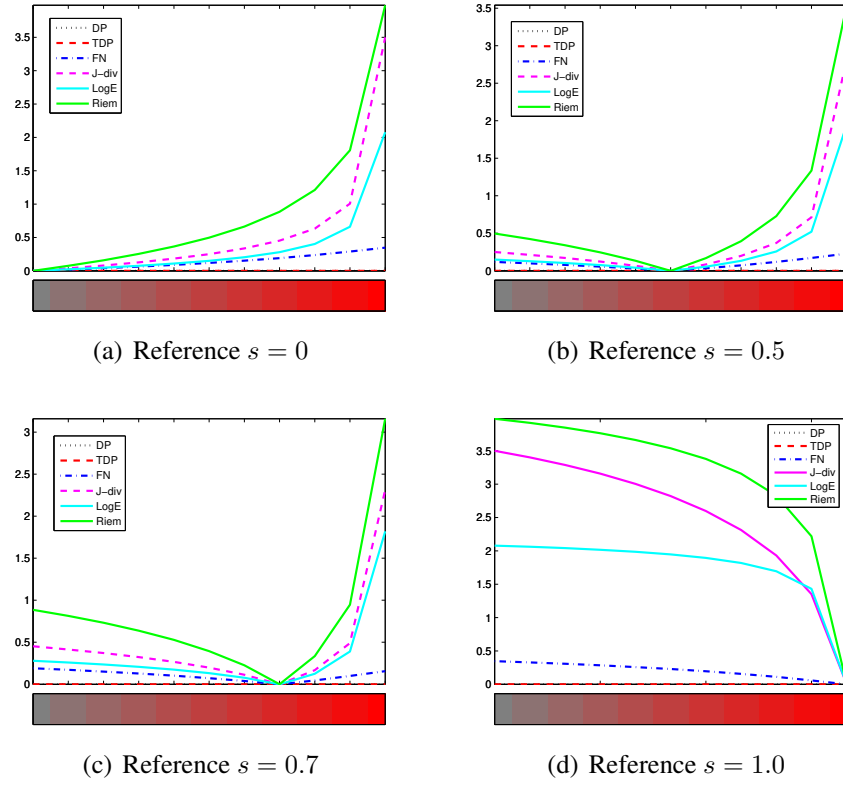 3.5
3
2.5
2
1.5
1
0.5
0
DP
TDP
FN
J−div
LogE
Riem
(a) Reference s = 0
3.5
3
2.5
2
1.5
1
0.5
0
DP
TDP
FN
J−div
LogE
Riem
(b) Reference s = 0.5
3
2.5
2
1.5
1
0.5
0
DP
TDP
FN
J−div
LogE
Riem
(c) Reference s = 0.7
3.5
3
2.5
2
1.5
1
0.5
0
DP
TDP
FN
J−div
LogE
Riem
(d) Reference s = 1.0